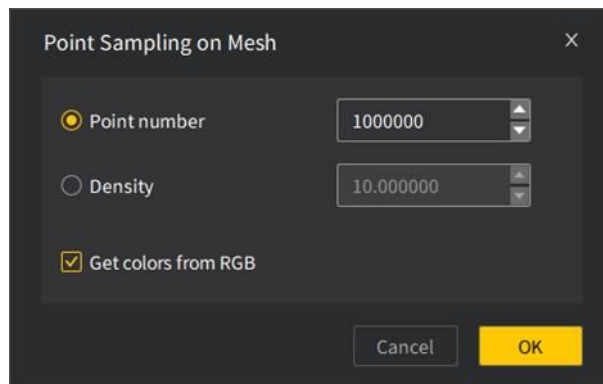 Point Sampling on Mesh
Point number 1000000
Density 10.000000
Get colors from RGB
Cancel OK